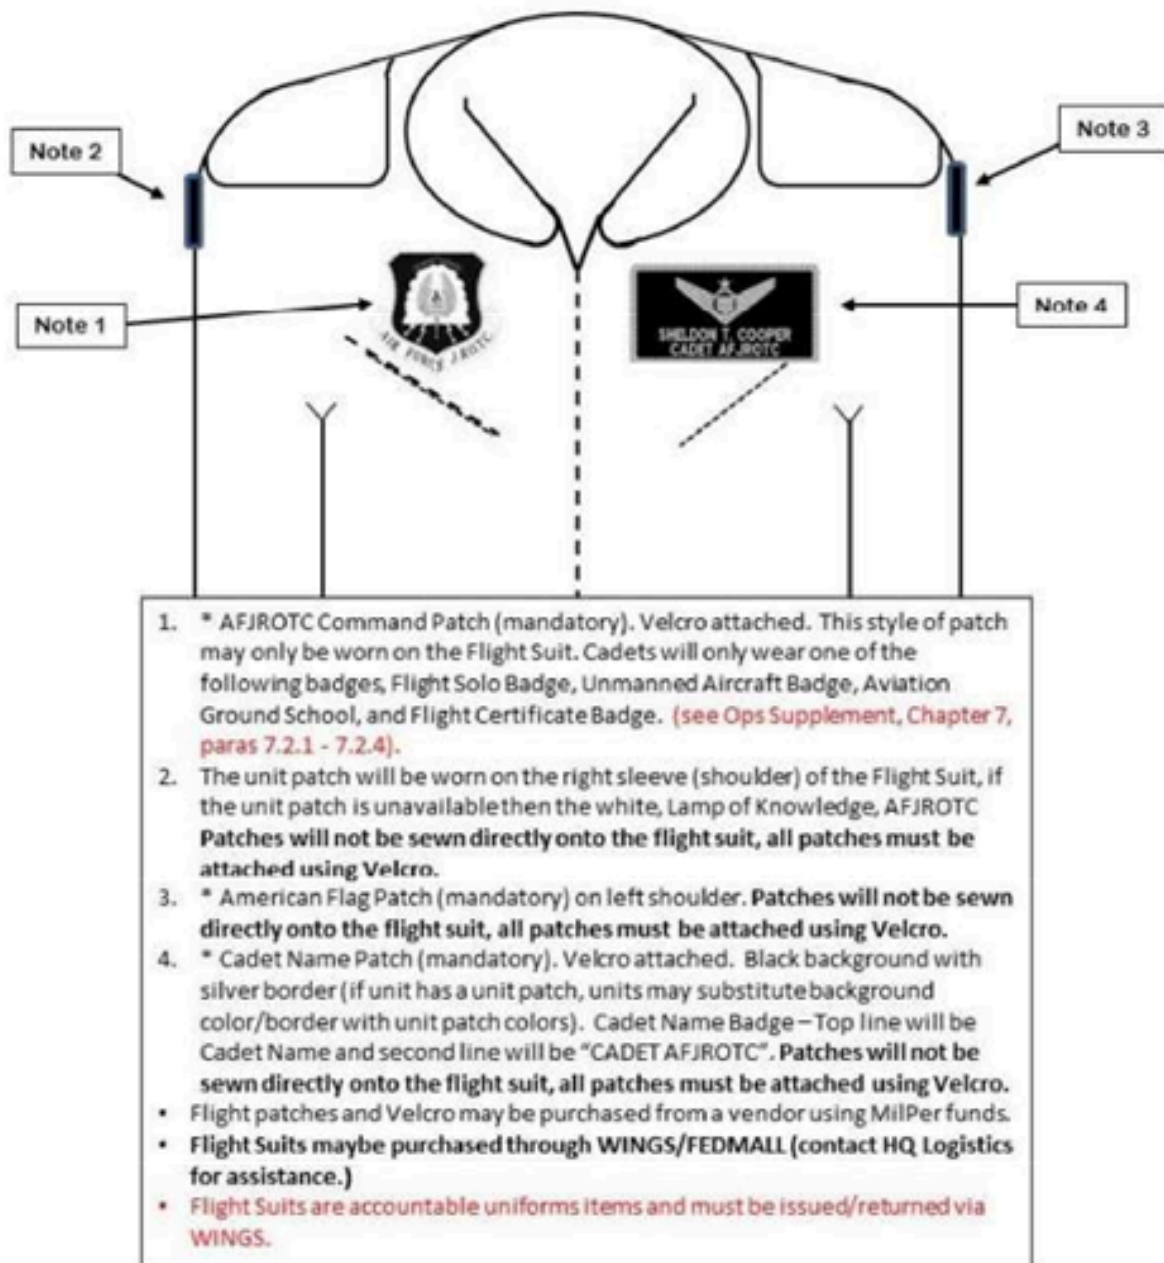 Note 2
Note 3
Note 1
Note 4
AIR FORCE JROTC
SHELDON T. COOPER
CADET AFJROTC
1. * AFJROTC Command Patch (mandatory). Velcro attached. This style of patch
may only be worn on the Flight Suit. Cadets will only wear one of the
following badges, Flight Solo Badge, Unmanned Aircraft Badge, Aviation
Ground School, and Flight Certificate Badge. (see Ops Supplement, Chapter 7,
paras 7.2.1 - 7.2.4).
2. The unit patch will be worn on the right sleeve (shoulder) of the Flight Suit, if
the unit patch is unavailable then the white, Lamp of Knowledge, AFJROTC
Patches will not be sewn directly onto the flight suit, all patches must be
attached using Velcro.
3. * American Flag Patch (mandatory) on left shoulder. Patches will not be sewn
directly onto the flight suit, all patches must be attached using Velcro.
4. * Cadet Name Patch (mandatory). Velcro attached. Black background with
silver border (if unit has a unit patch, units may substitute background
color/border with unit patch colors). Cadet Name Badge – Top line will be
Cadet Name and second line will be "CADET AFJROTC". Patches will not be
sewn directly onto the flight suit, all patches must be attached using Velcro.
• Flight patches and Velcro may be purchased from a vendor using MilPer funds.
• Flight Suits maybe purchased through WINGS/FEDMALL (contact HQ Logistics
for assistance.)
• Flight Suits are accountable uniforms items and must be issued/returned via
WINGS.